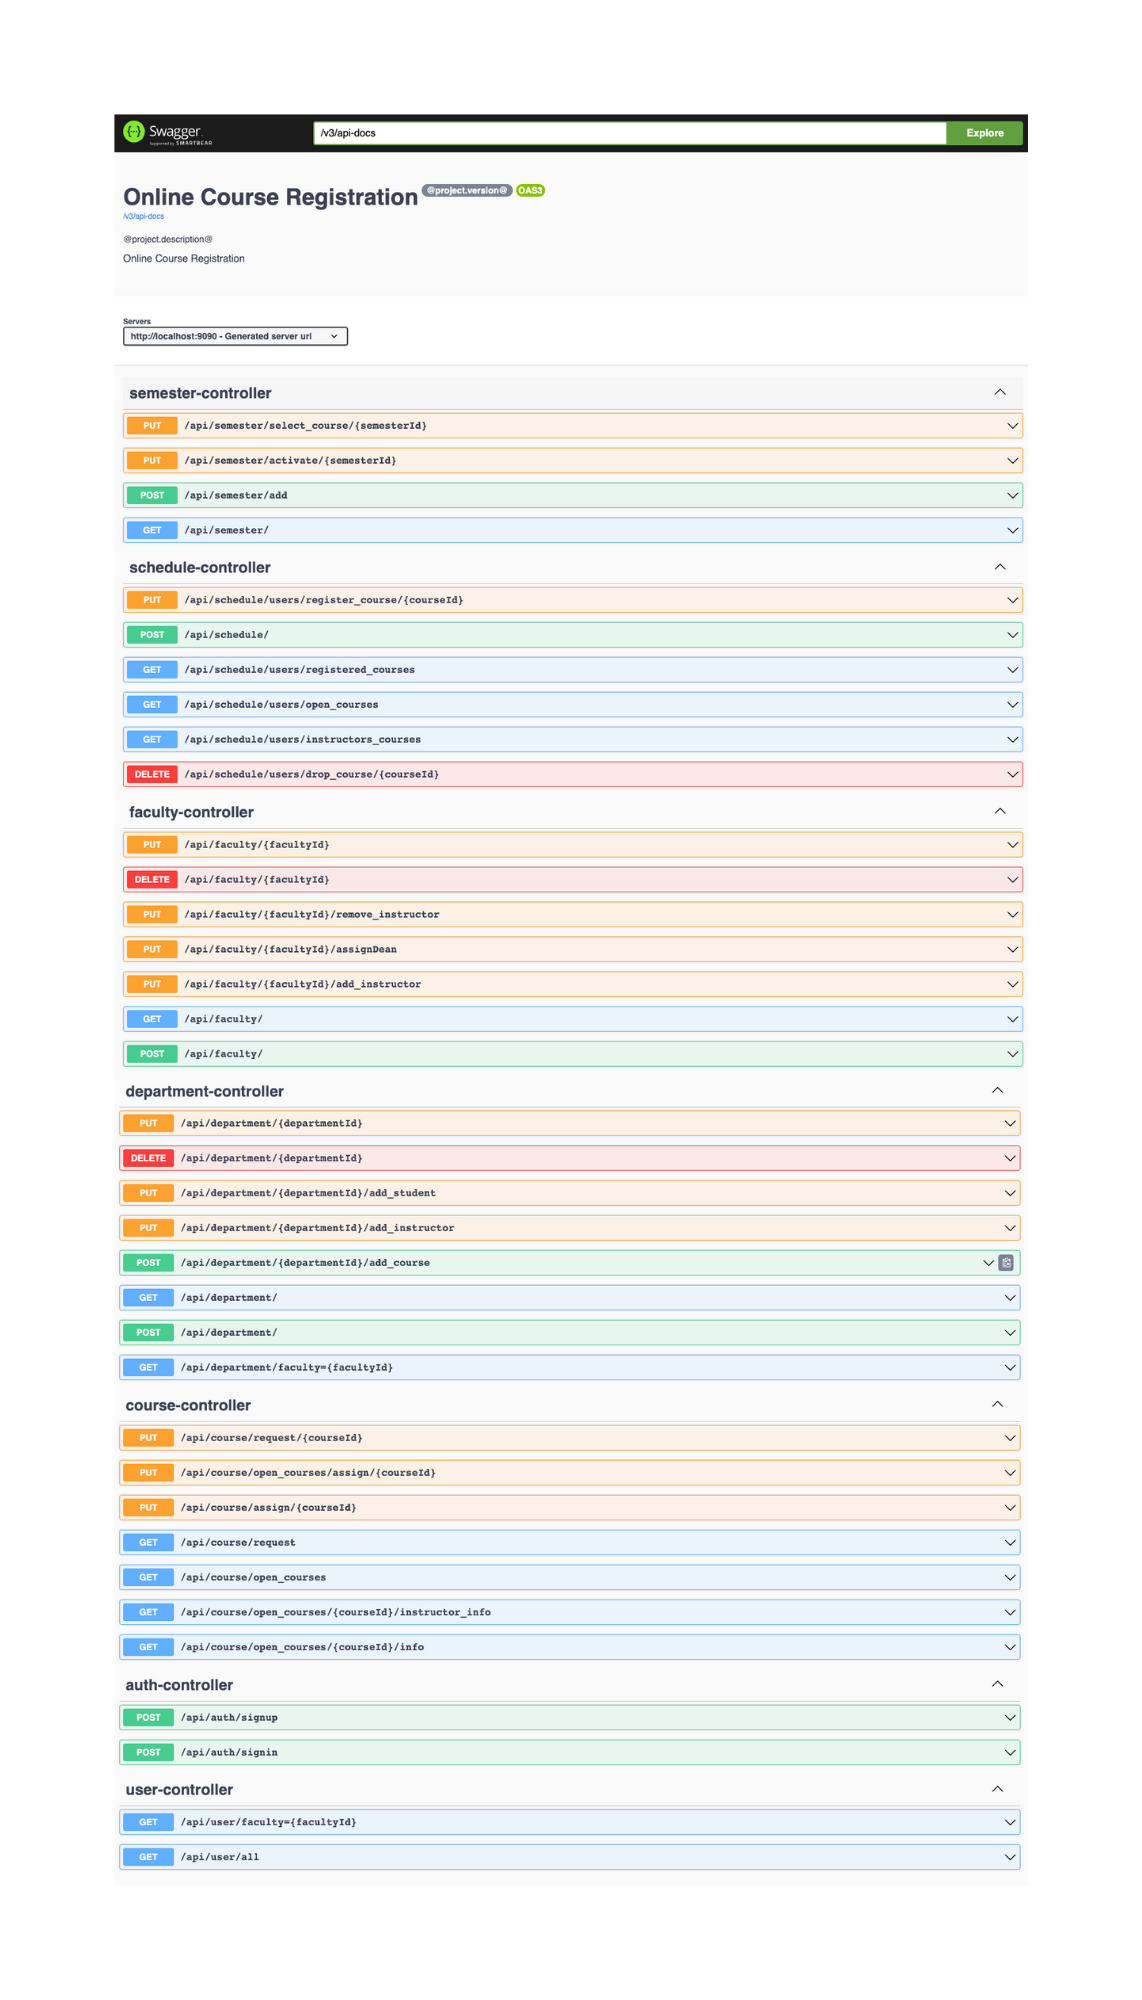 Swagger
Supported by SMARTBEAR
/v3/api-docs
Explore
Online Course Registration @project.version@ OAS3
/v3/api-docs
@project.description@
Online Course Registration
Servers
http://localhost:9090 - Generated server url
semester-controller
PUT /api/semester/select_course/{semesterId}
PUT /api/semester/activate/{semesterId}
POST /api/semester/add
GET /api/semester/
schedule-controller
PUT /api/schedule/users/register_course/{courseId}
POST /api/schedule/
GET /api/schedule/users/registered_courses
GET /api/schedule/users/open_courses
GET /api/schedule/users/instructors_courses
DELETE /api/schedule/users/drop_course/{courseId}
faculty-controller
PUT /api/faculty/{facultyId}
DELETE /api/faculty/{facultyId}
PUT /api/faculty/{facultyId}/remove_instructor
PUT /api/faculty/{facultyId}/assignDean
PUT /api/faculty/{facultyId}/add_instructor
GET /api/faculty/
POST /api/faculty/
department-controller
PUT /api/department/{departmentId}
DELETE /api/department/{departmentId}
PUT /api/department/{departmentId}/add_student
PUT /api/department/{departmentId}/add_instructor
POST /api/department/{departmentId}/add_course
GET /api/department/
POST /api/department/
GET /api/department/faculty={facultyId}
course-controller
PUT /api/course/request/{courseId}
PUT /api/course/open_courses/assign/{courseId}
PUT /api/course/assign/{courseId}
GET /api/course/request
GET /api/course/open_courses
GET /api/course/open_courses/{courseId}/instructor_info
GET /api/course/open_courses/{courseId}/info
auth-controller
POST /api/auth/signup
POST /api/auth/signin
user-controller
GET /api/user/faculty={facultyId}
GET /api/user/all